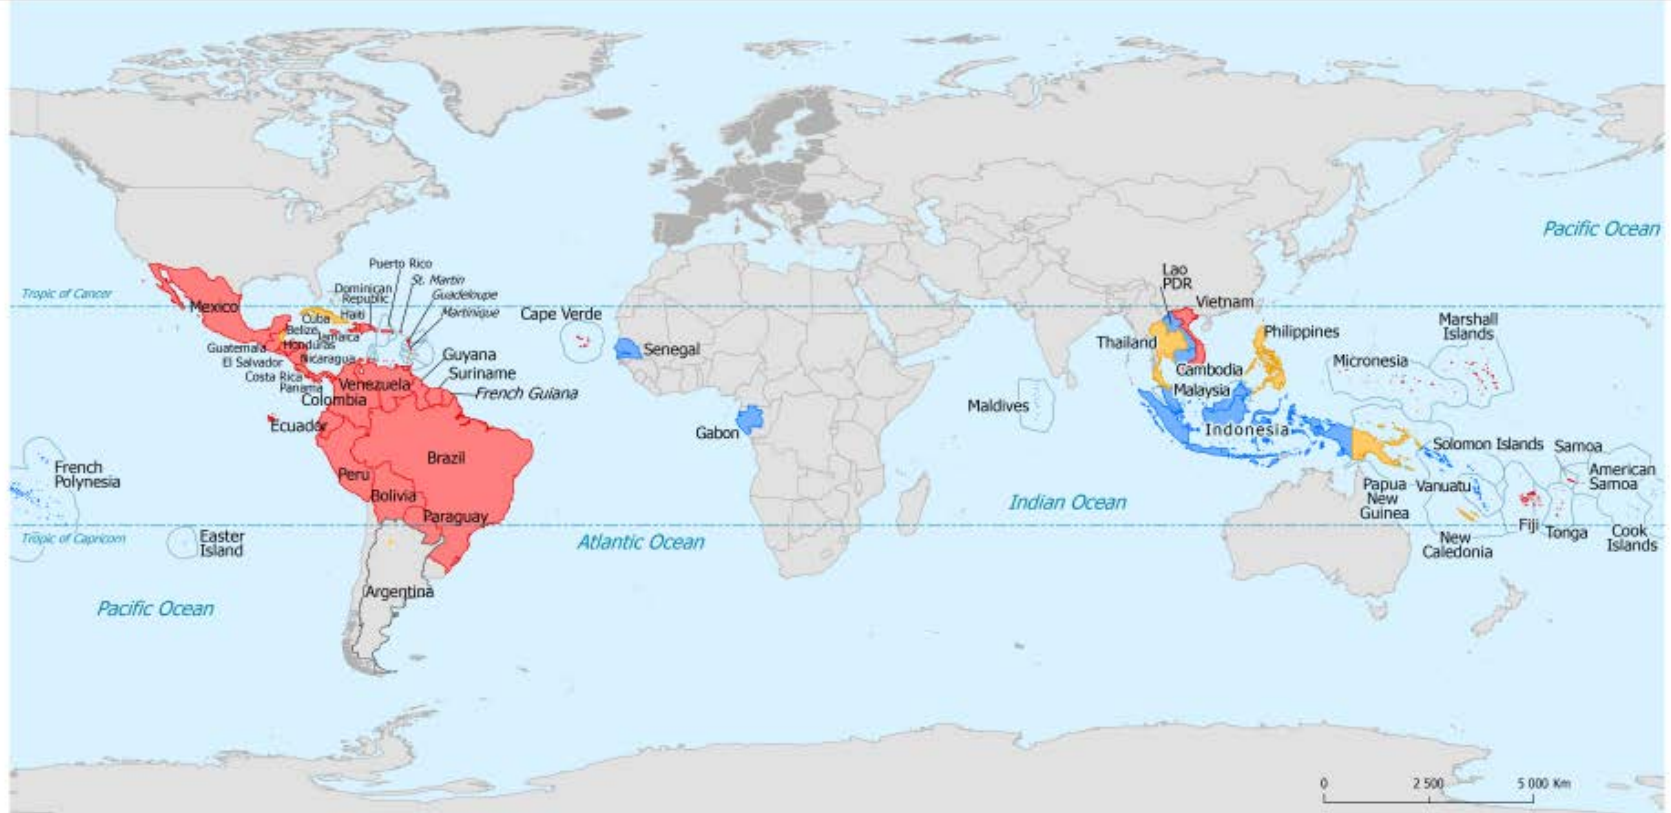 Pacific Ocean
Puerto Rico
St. Martin
Lao
PDR
Dominican
Republic
Guadeloupe
Tropic of Cancer
Mexico
Martinique
Cape Verde
Vietnam
Cuba
Haiti
Belize
Jamaica
Honduras
Guatemala
Nicaragua
El Salvador
Costa Rica
Panama
Guyana
Suriname
Venezuela
French Guiana
Colombia
Senegal
Thailand
Philippines
Marshall
Islands
Micronesia
Cambodia
Malaysia
Maldives
Ecuador
Gabon
Indonesia
Brazil
Solomon Islands
Samoa
French
Polynesia
Peru
American
Samoa
Bolivia
Papua
New
Guinea
Vanuatu
Indian Ocean
Paraguay
Tropic of Capricorn
Easter
Island
Atlantic Ocean
Fiji
Tonga
Cook
Islands
New
Caledonia
Argentina
Pacific Ocean
0 2 500 5 000 Km